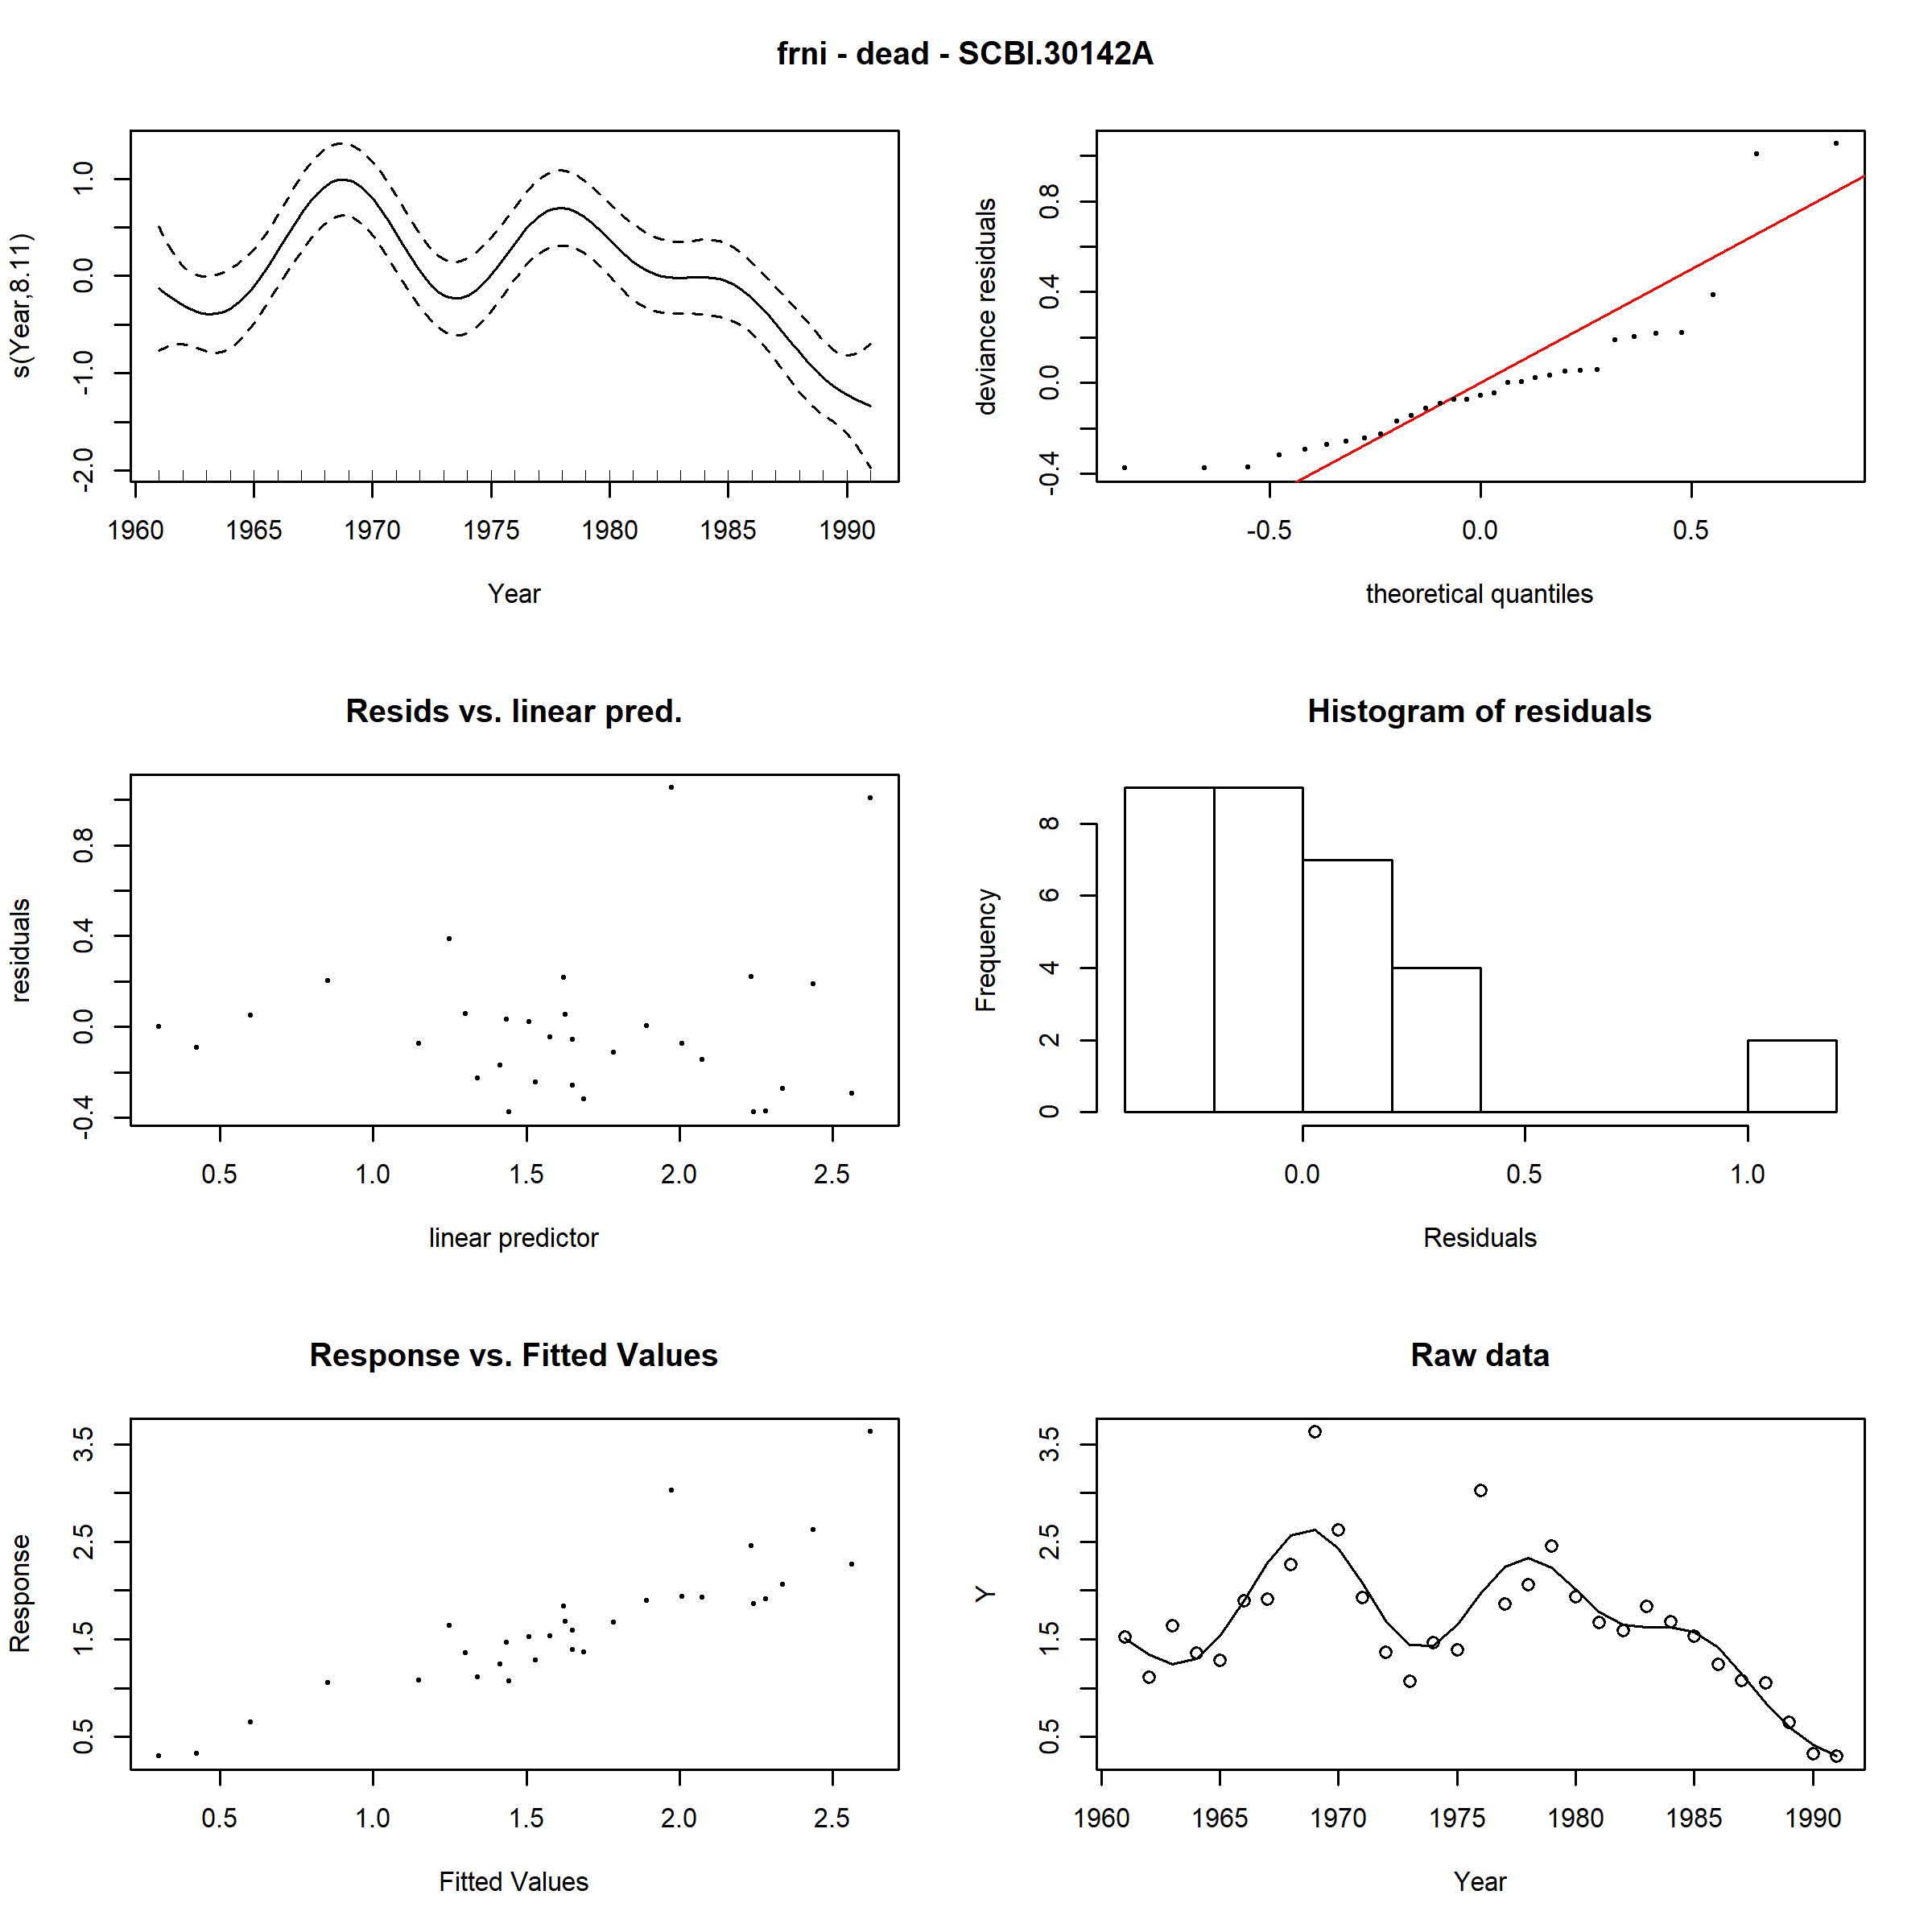 frni - dead - SCBI.30142A
s(Year,8.11)
-2.0 -1.0 0.0 1.0
1960 1965 1970 1975 1980 1985 1990
Year
deviance residuals
-0.4 0.0 0.4 0.8
-0.5 0.0 0.5
theoretical quantiles
Resids vs. linear pred.
residuals
-0.4 0.0 0.4 0.8
0.5 1.0 1.5 2.0 2.5
linear predictor
Histogram of residuals
Frequency
0 2 4 6 8
0.0 0.5 1.0
Residuals
Response vs. Fitted Values
Response
0.5 1.5 2.5 3.5
0.5 1.0 1.5 2.0 2.5
Fitted Values
Raw data
Y
0.5 1.5 2.5 3.5
1960 1965 1970 1975 1980 1985 1990
Year